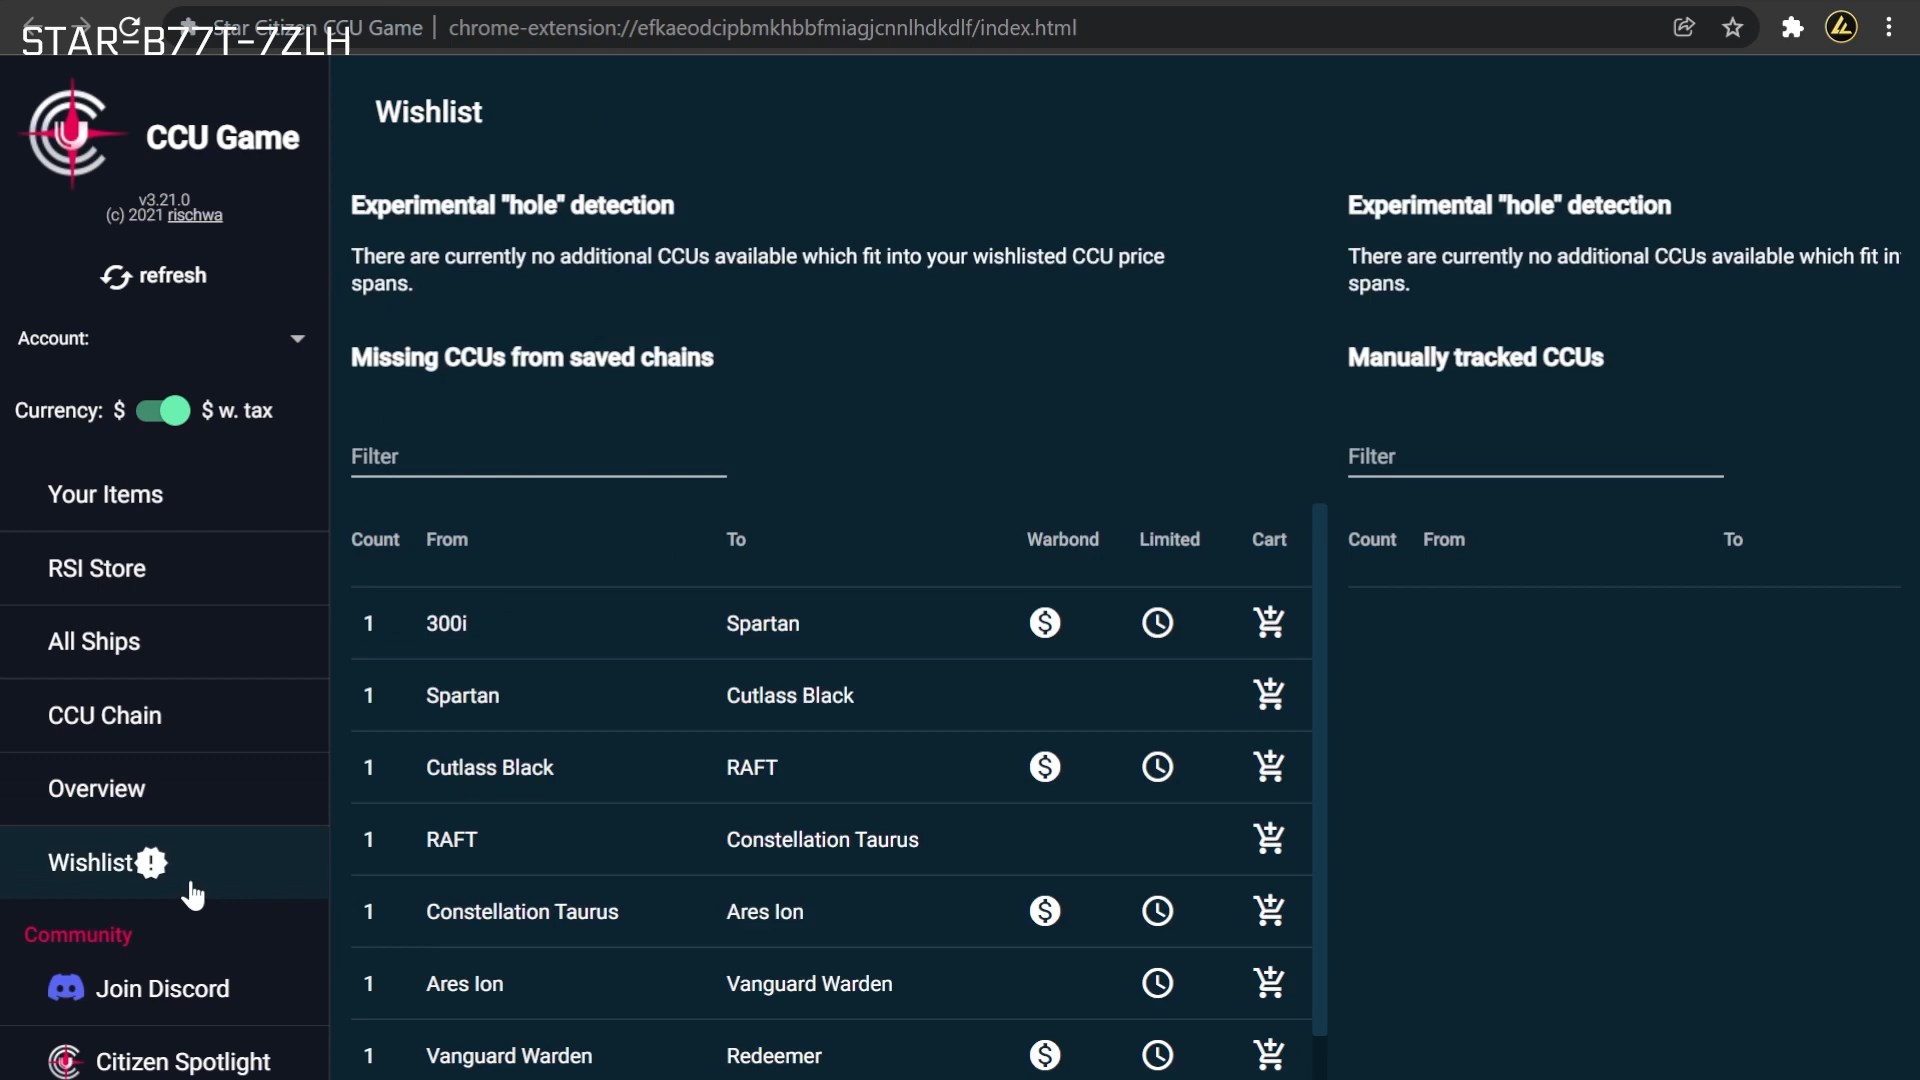 Star Citizen CCU Game | chrome-extension://efkaeodcipbmkhbbfmiagjcnnlhdkdlf/index.html
STAR-B77T-7ZLH
CCU Game
v3.21.0
(c) 2021 rischwa
refresh
Account:
Currency: $ $ w. tax
Your Items
RSI Store
All Ships
CCU Chain
Overview
Wishlist
Community
Join Discord
Citizen Spotlight
Wishlist
Experimental "hole" detection
There are currently no additional CCUs available which fit into your wishlisted CCU price
spans.
Missing CCUs from saved chains
Filter
Count From To Warbond Limited Cart
1 300i Spartan
1 Spartan Cutlass Black
1 Cutlass Black RAFT
1 RAFT Constellation Taurus
1 Constellation Taurus Ares Ion
1 Ares Ion Vanguard Warden
1 Vanguard Warden Redeemer
Experimental "hole" detection
There are currently no additional CCUs available which fit in
spans.
Manually tracked CCUs
Filter
Count From To